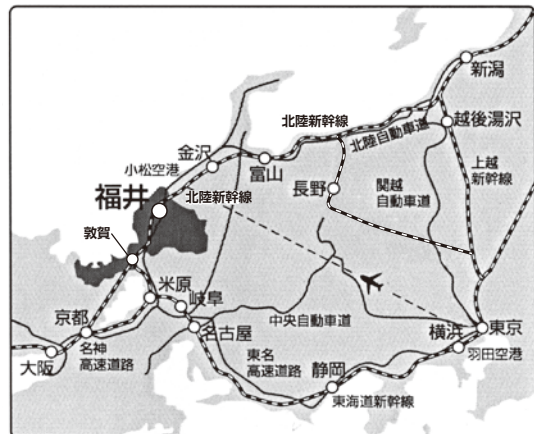 新潟
北陸新幹線
越後湯沢
北陸自動車道
金沢
小松空港
富山
上越
新幹線
福井
北陸新幹線
長野
関越
自動車道
敦賀
米原
岐阜
京都
名神
高速道路
名古屋
中央自動車道
横浜
東京
大阪
東名
高速道路
静岡
羽田空港
東海道新幹線